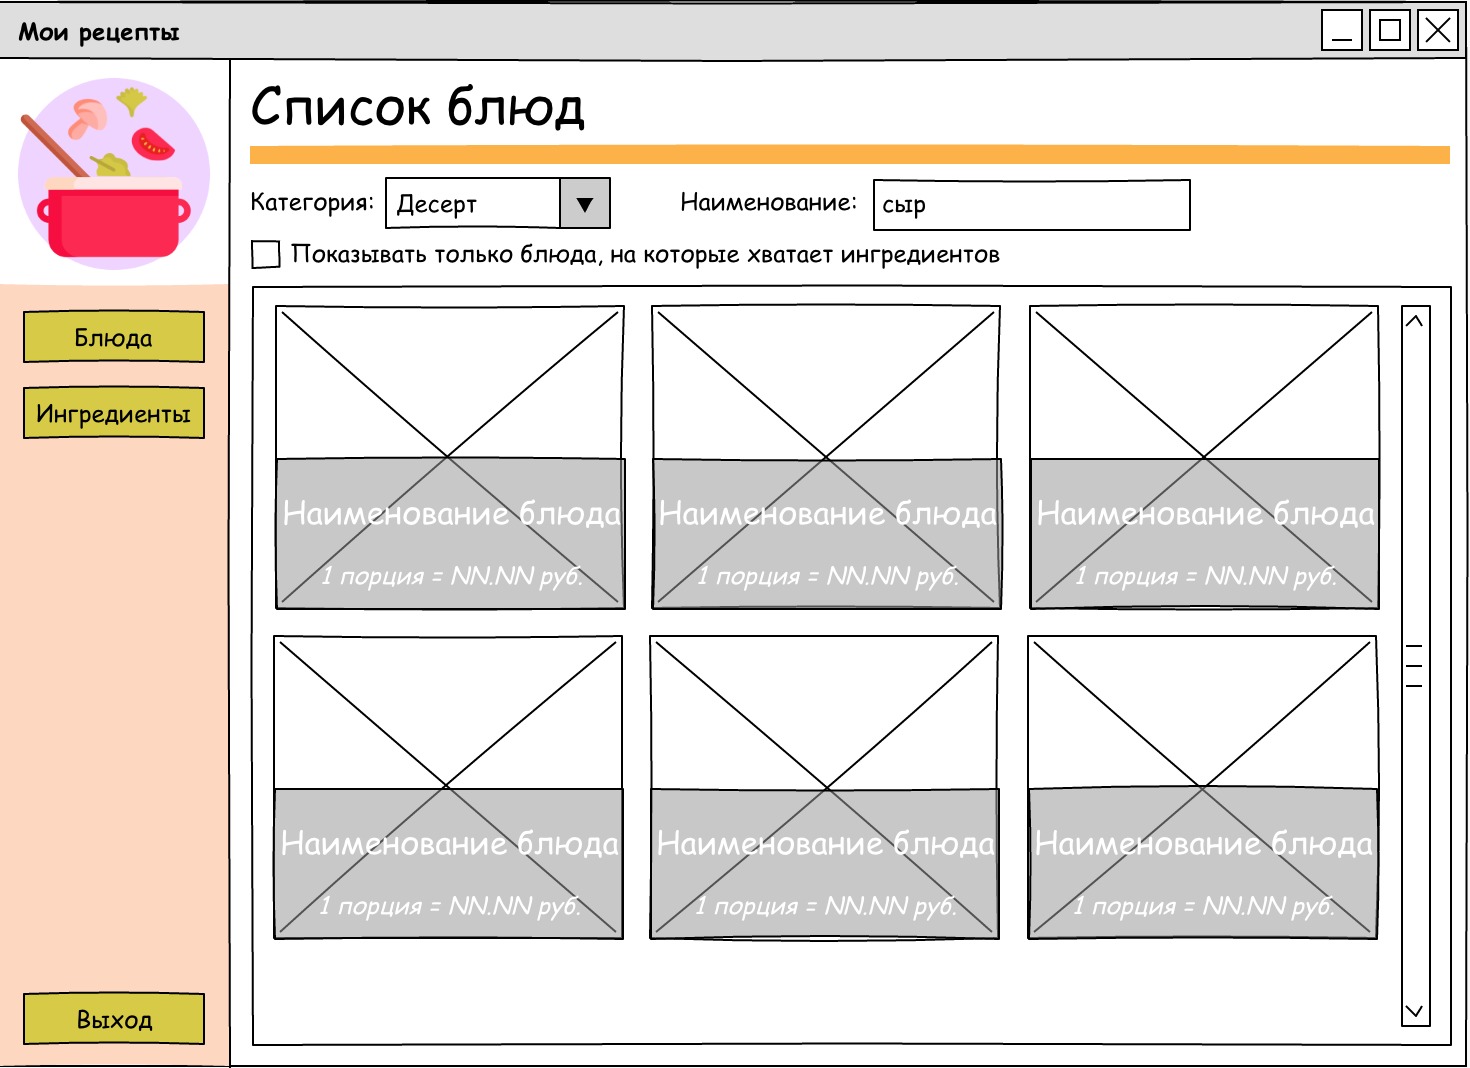 Мои рецепты
Список блюд
Категория: Десерт Наименование: сыр
Показывать только блюда, на которые хватает ингредиентов
Блюда
Ингредиенты
Выход
Наименование блюда
1 порция = NN.NN руб.
Наименование блюда
1 порция = NN.NN руб.
Наименование блюда
1 порция = NN.NN руб.
Наименование блюда
1 порция = NN.NN руб.
Наименование блюда
1 порция = NN.NN руб.
Наименование блюда
1 порция = NN.NN руб.